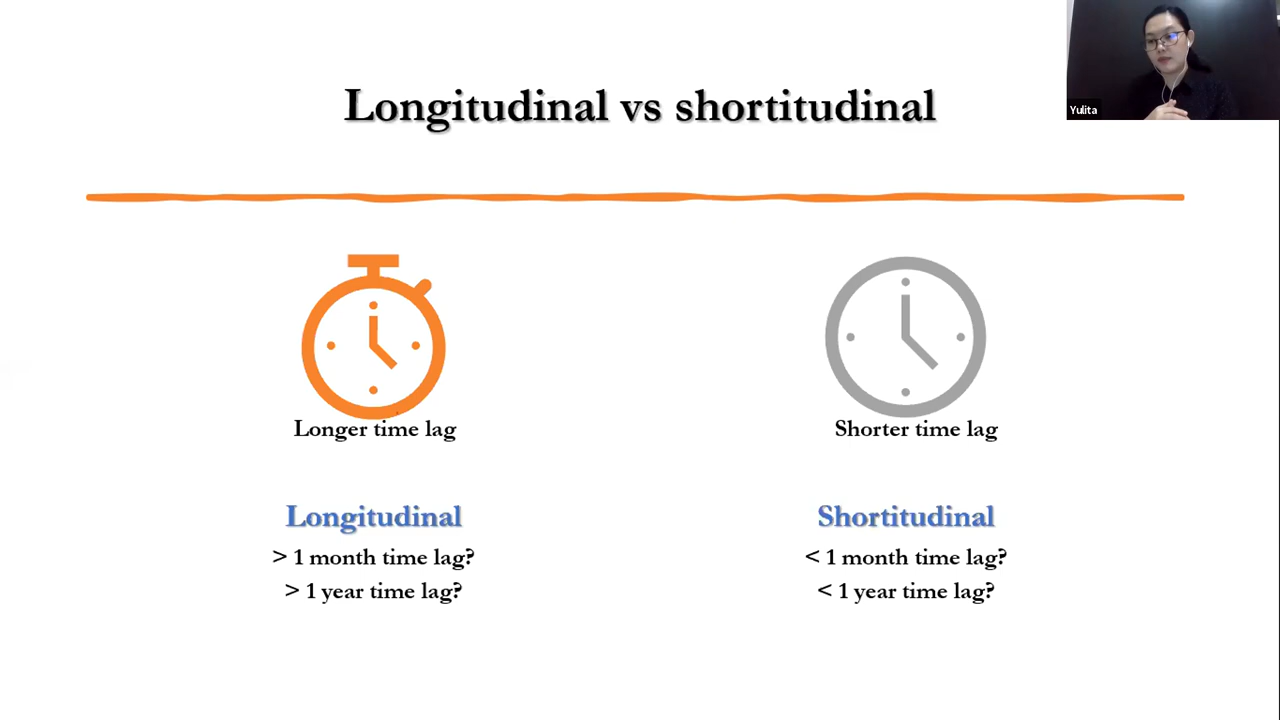 Longitudinal vs shortitudinal
Yulita
Longer time lag
Shorter time lag
Longitudinal
> 1 month time lag?
> 1 year time lag?
Shortitudinal
< 1 month time lag?
< 1 year time lag?